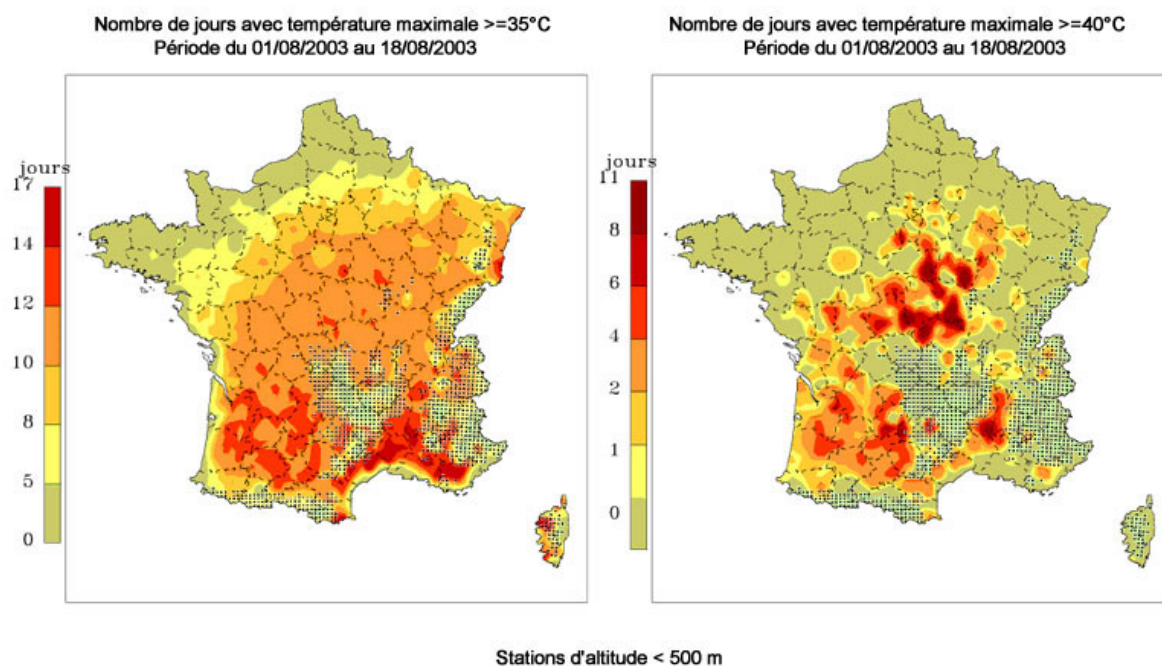 Nombre de jours avec température maximale >=35°C
Période du 01/08/2003 au 18/08/2003
jours
17
14
12
10
8
5
0
Nombre de jours avec température maximale >=40°C
Période du 01/08/2003 au 18/08/2003
jours
11
8
6
4
2
1
0
Stations d'altitude < 500 m